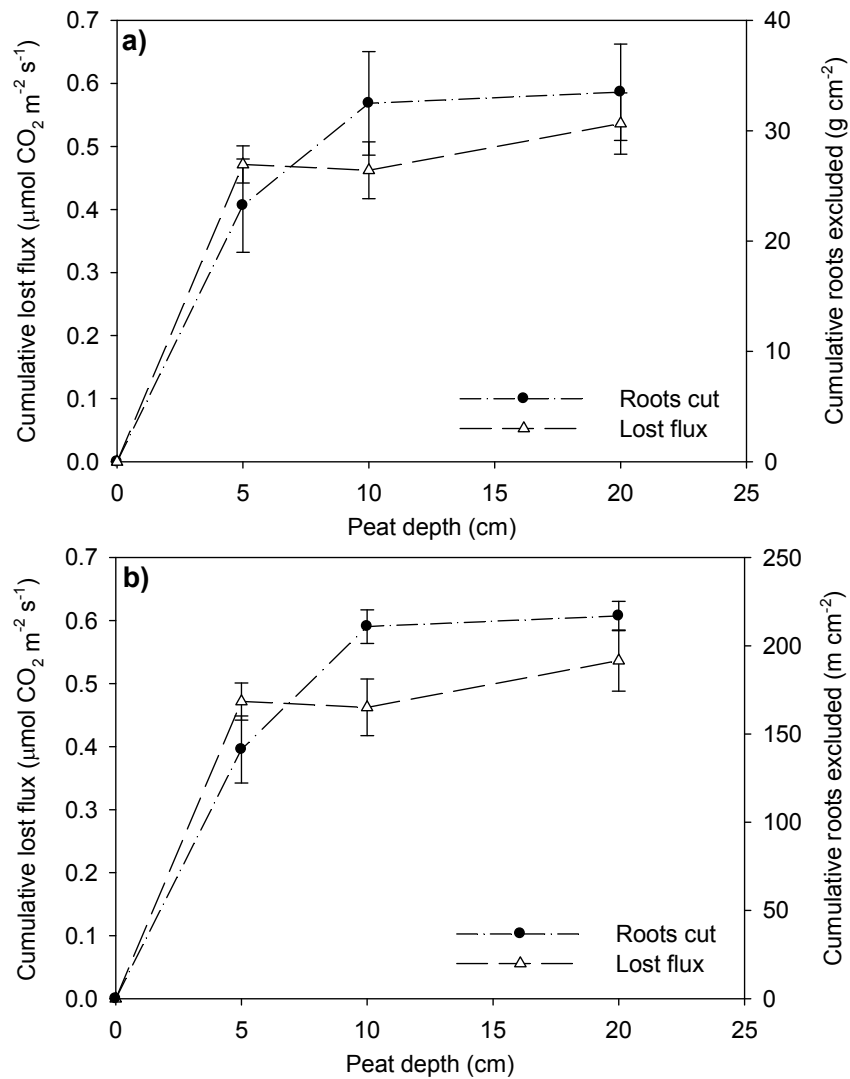 a)
Cumulative lost flux (µmol CO₂ m⁻² s⁻¹)
0.7
0.6
0.5
0.4
0.3
0.2
0.1
0.0
40
30
20
10
0
Cumulative roots excluded (g cm⁻²)
Roots cut
Lost flux
0 5 10 15 20 25
Peat depth (cm)
b)
Cumulative lost flux (µmol CO₂ m⁻² s⁻¹)
0.7
0.6
0.5
0.4
0.3
0.2
0.1
0.0
250
200
150
100
50
0
Cumulative roots excluded (m cm⁻²)
Roots cut
Lost flux
0 5 10 15 20 25
Peat depth (cm)